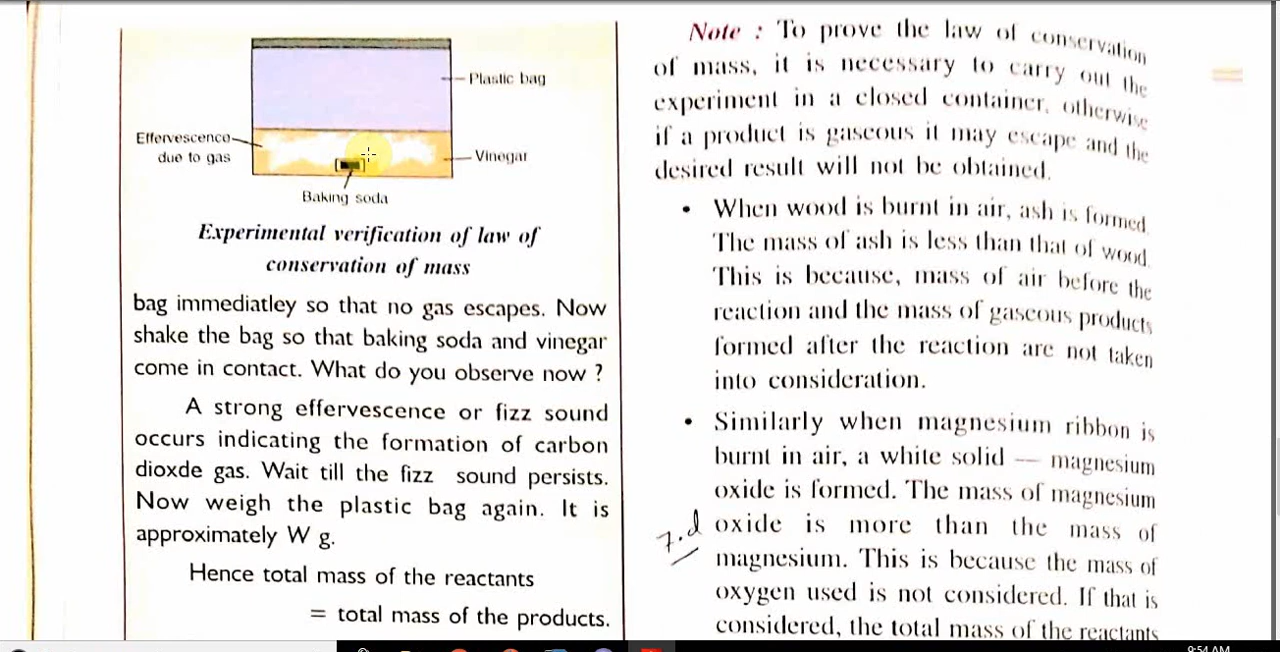 Plastic bag
Effervescence
due to gas
Vinegar
Baking soda
Experimental verification of law of
conservation of mass
bag immediatley so that no gas escapes. Now
shake the bag so that baking soda and vinegar
come in contact. What do you observe now ?
A strong effervescence or fizz sound
occurs indicating the formation of carbon
dioxde gas. Wait till the fizz sound persists.
Now weigh the plastic bag again. It is
approximately W g.
Hence total mass of the reactants
= total mass of the products.
Note : To prove the law of conservation
of mass, it is necessary to carry out the
experiment in a closed container, otherwise
if a product is gaseous it may escape and the
desired result will not be obtained.
• When wood is burnt in air, ash is formed.
The mass of ash is less than that of wood.
This is because, mass of air before the
reaction and the mass of gaseous products
formed after the reaction are not taken
into consideration.
• Similarly when magnesium ribbon is
burnt in air, a white solid — magnesium
oxide is formed. The mass of magnesium
7.d
oxide is more than the mass of
magnesium. This is because the mass of
oxygen used is not considered. If that is
considered, the total mass of the reactants
9:54 AM